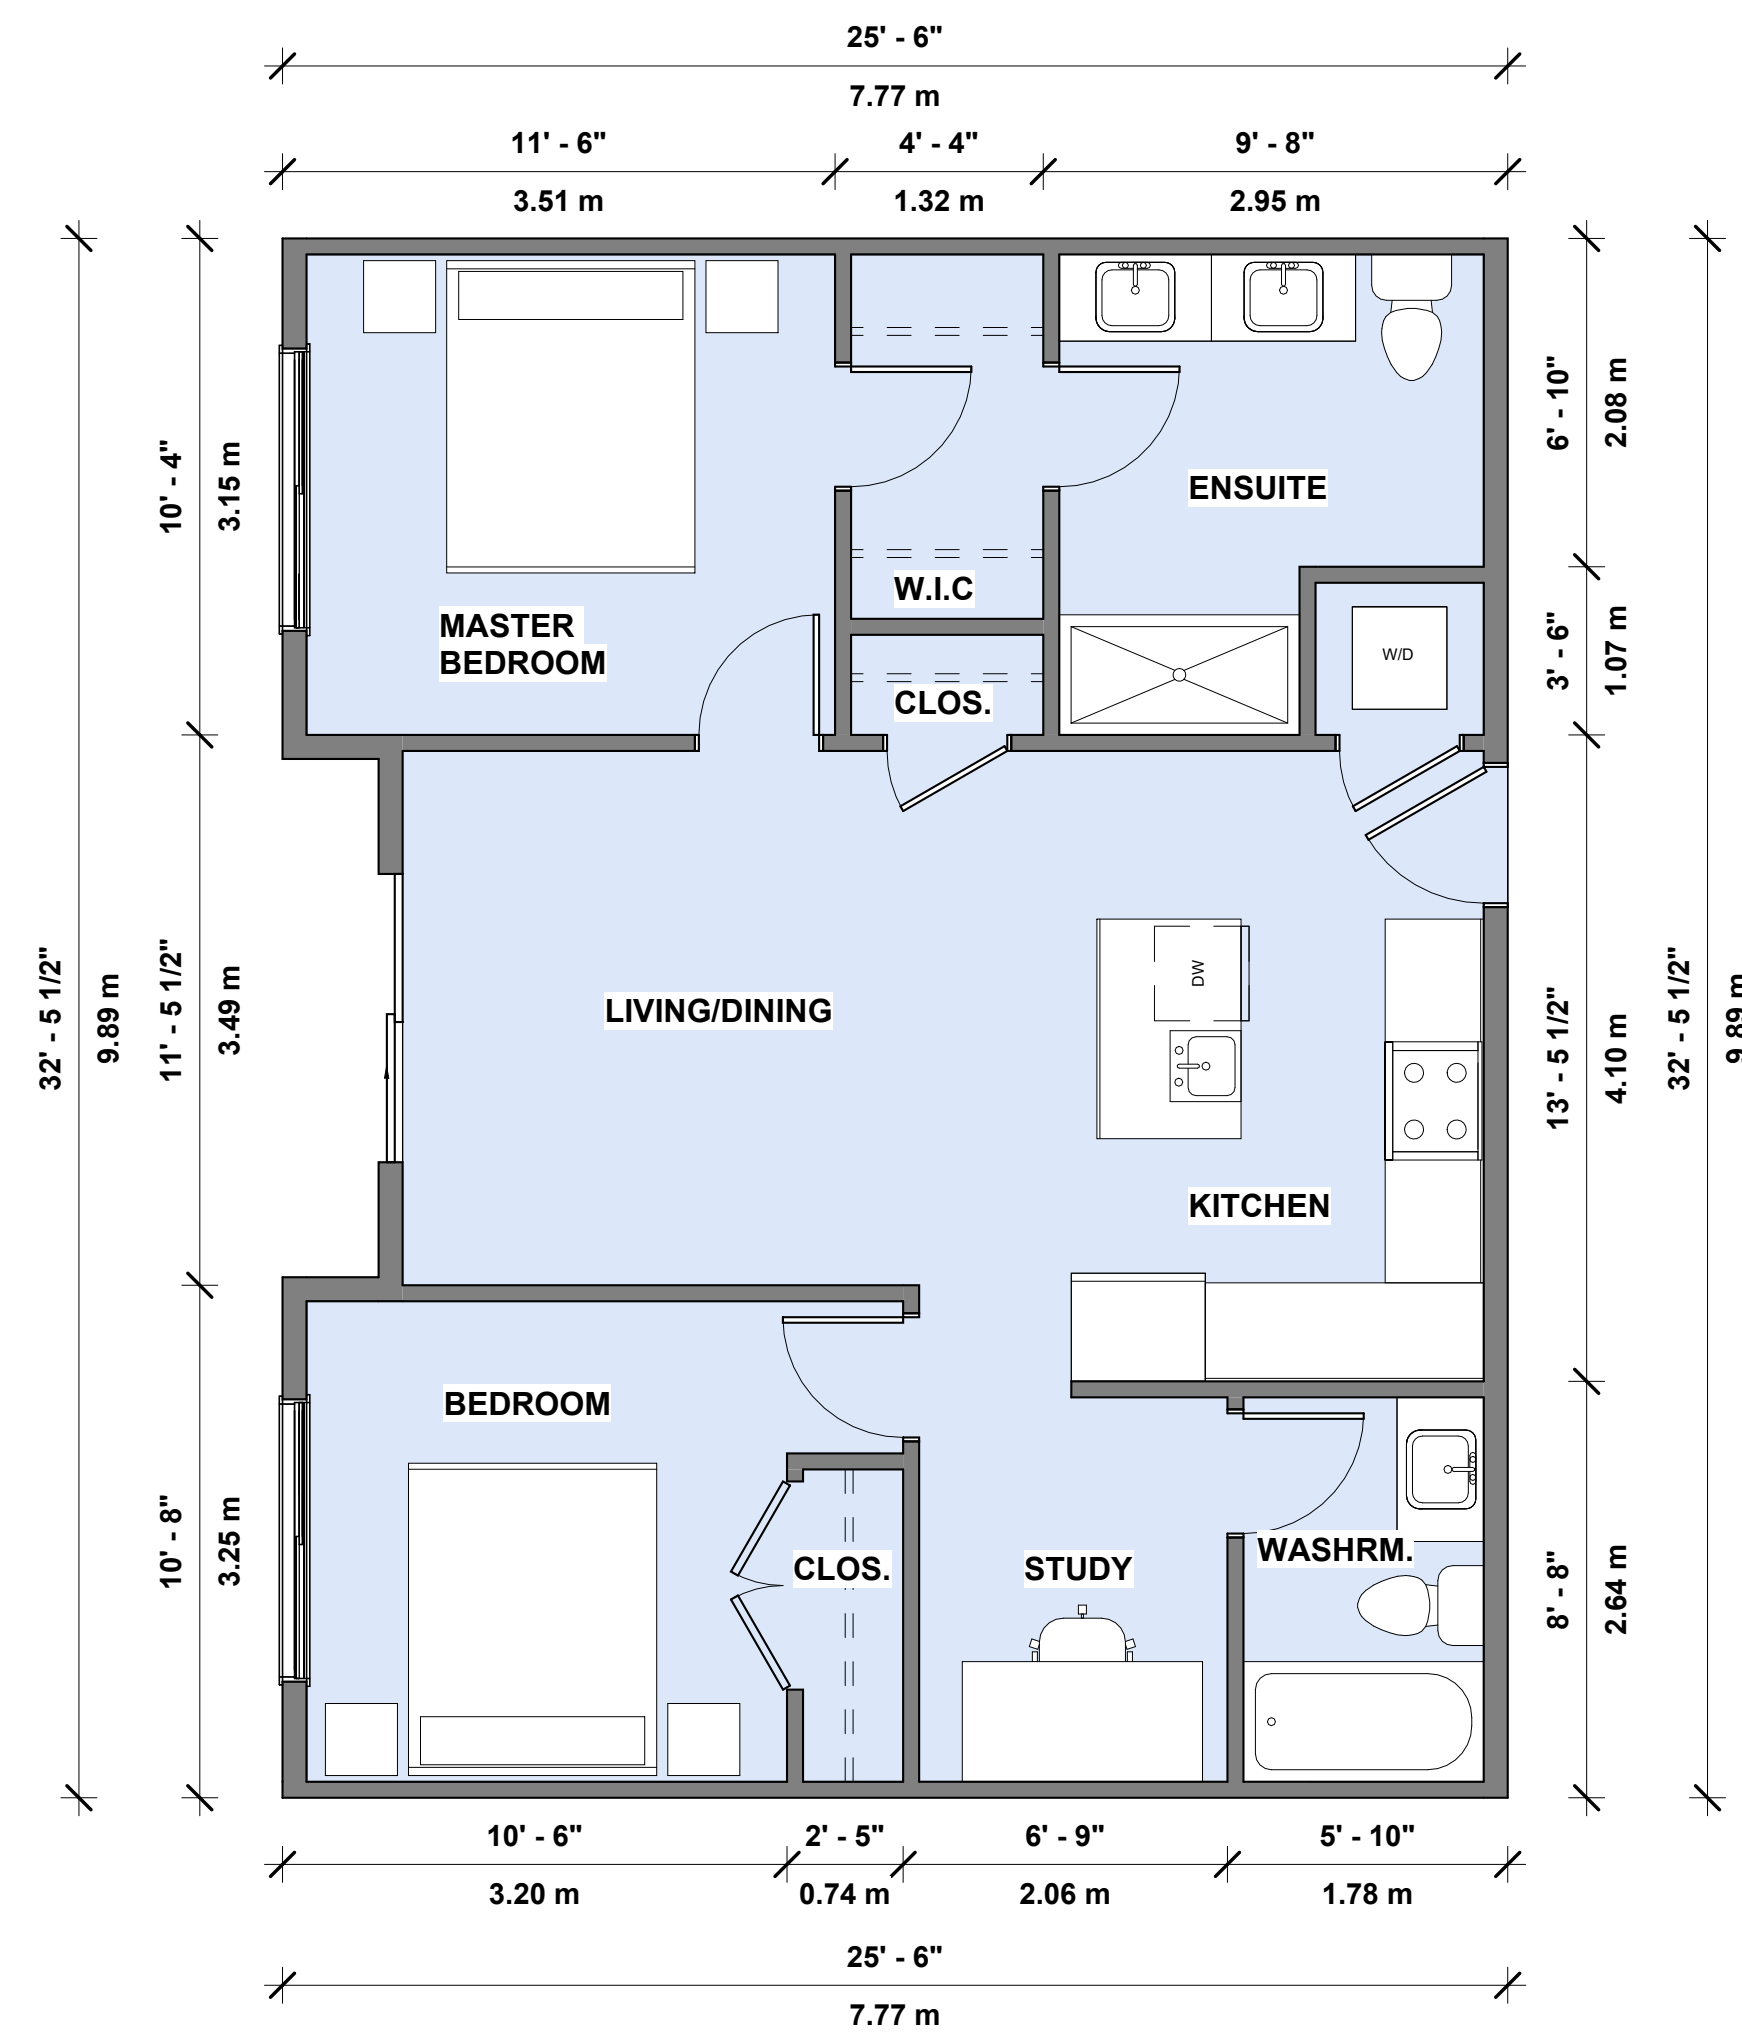 25' - 6"
7.77 m
11' - 6"
4' - 4"
9' - 8"
3.51 m
1.32 m
2.95 m
32' - 5 1/2"
9.89 m
10' - 4"
3.15 m
11' - 5 1/2"
3.49 m
10' - 8"
3.25 m
MASTER
BEDROOM
W.I.C
ENSUITE
CLOS.
W/D
LIVING/DINING
DW
KITCHEN
BEDROOM
CLOS.
STUDY
WASHRM.
6' - 10"
2.08 m
3' - 6"
1.07 m
13' - 5 1/2"
4.10 m
8' - 8"
2.64 m
32' - 5 1/2"
9.89 m
10' - 6"
2' - 5"
6' - 9"
5' - 10"
3.20 m
0.74 m
2.06 m
1.78 m
25' - 6"
7.77 m